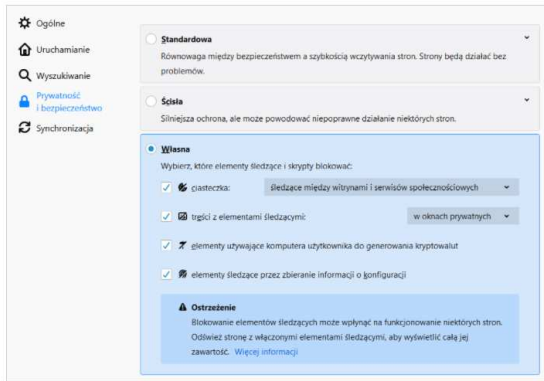 Ogólne
Uruchamianie
Wyszukiwanie
Prywatność
i bezpieczeństwo
Synchronizacja
Standardowa
Równowaga między bezpieczeństwem a szybkością wczytywania stron. Strony będą działać bez
problemów.
Ścisła
Silniejsza ochrona, ale może powodować niepoprawne działanie niektórych stron.
Własna
Wybierz, które elementy śledzące i skrypty blokować:
ciasteczka: śledzące między witrynami i serwisów społecznościowych
treści z elementami śledzącymi: w oknach prywatnych
elementy używające komputera użytkownika do generowania kryptowalut
elementy śledzące przez zbieranie informacji o konfiguracji
Ostrzeżenie
Blokowanie elementów śledzących może wpłynąć na funkcjonowanie niektórych stron.
Odśwież stronę z włączonymi elementami śledzącymi, aby wyświetlić całą jej
zawartość. Więcej informacji